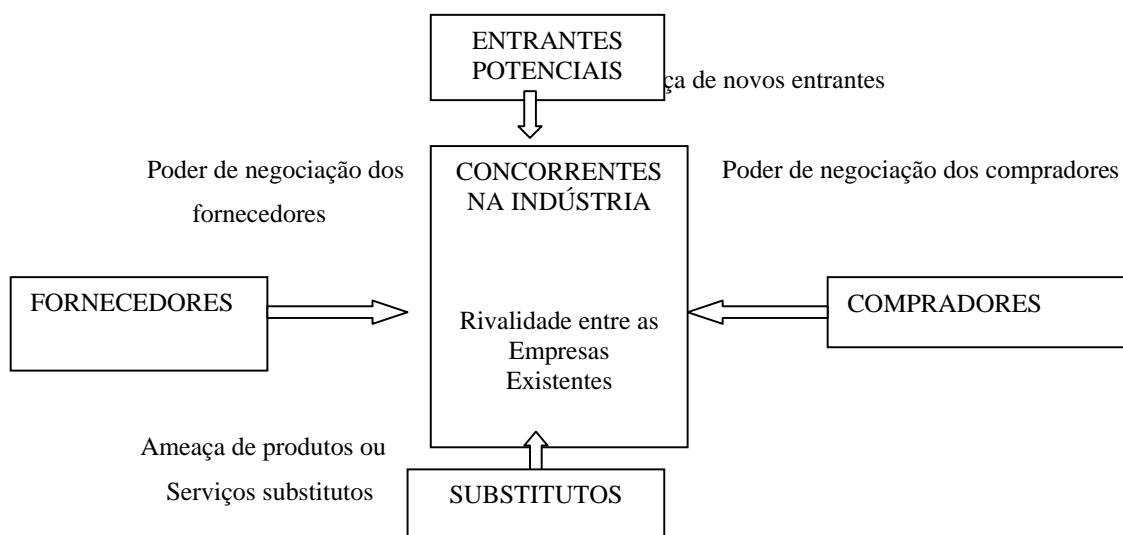 ENTRANTES
POTENCIAIS
ça de novos entrantes
Poder de negociação dos
fornecedores
CONCORRENTES
NA INDÚSTRIA
Poder de negociação dos compradores
FORNECEDORES
COMPRADORES
Rivalidade entre as
Empresas
Existentes
Ameaça de produtos ou
Serviços substitutos
SUBSTITUTOS